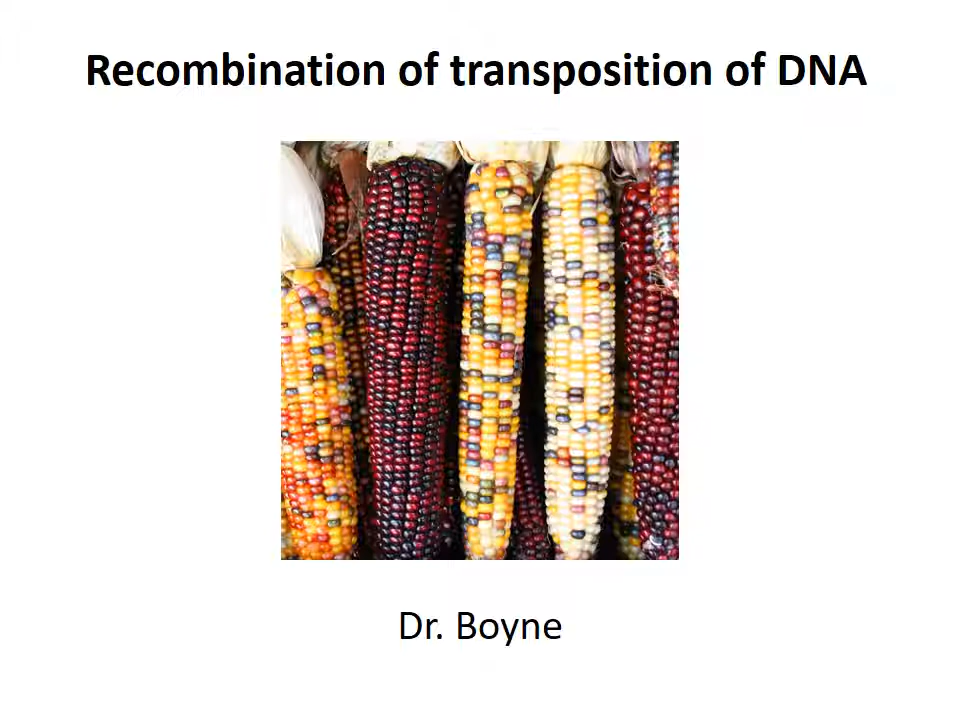 Recombination of transposition of DNA
Dr. Boyne